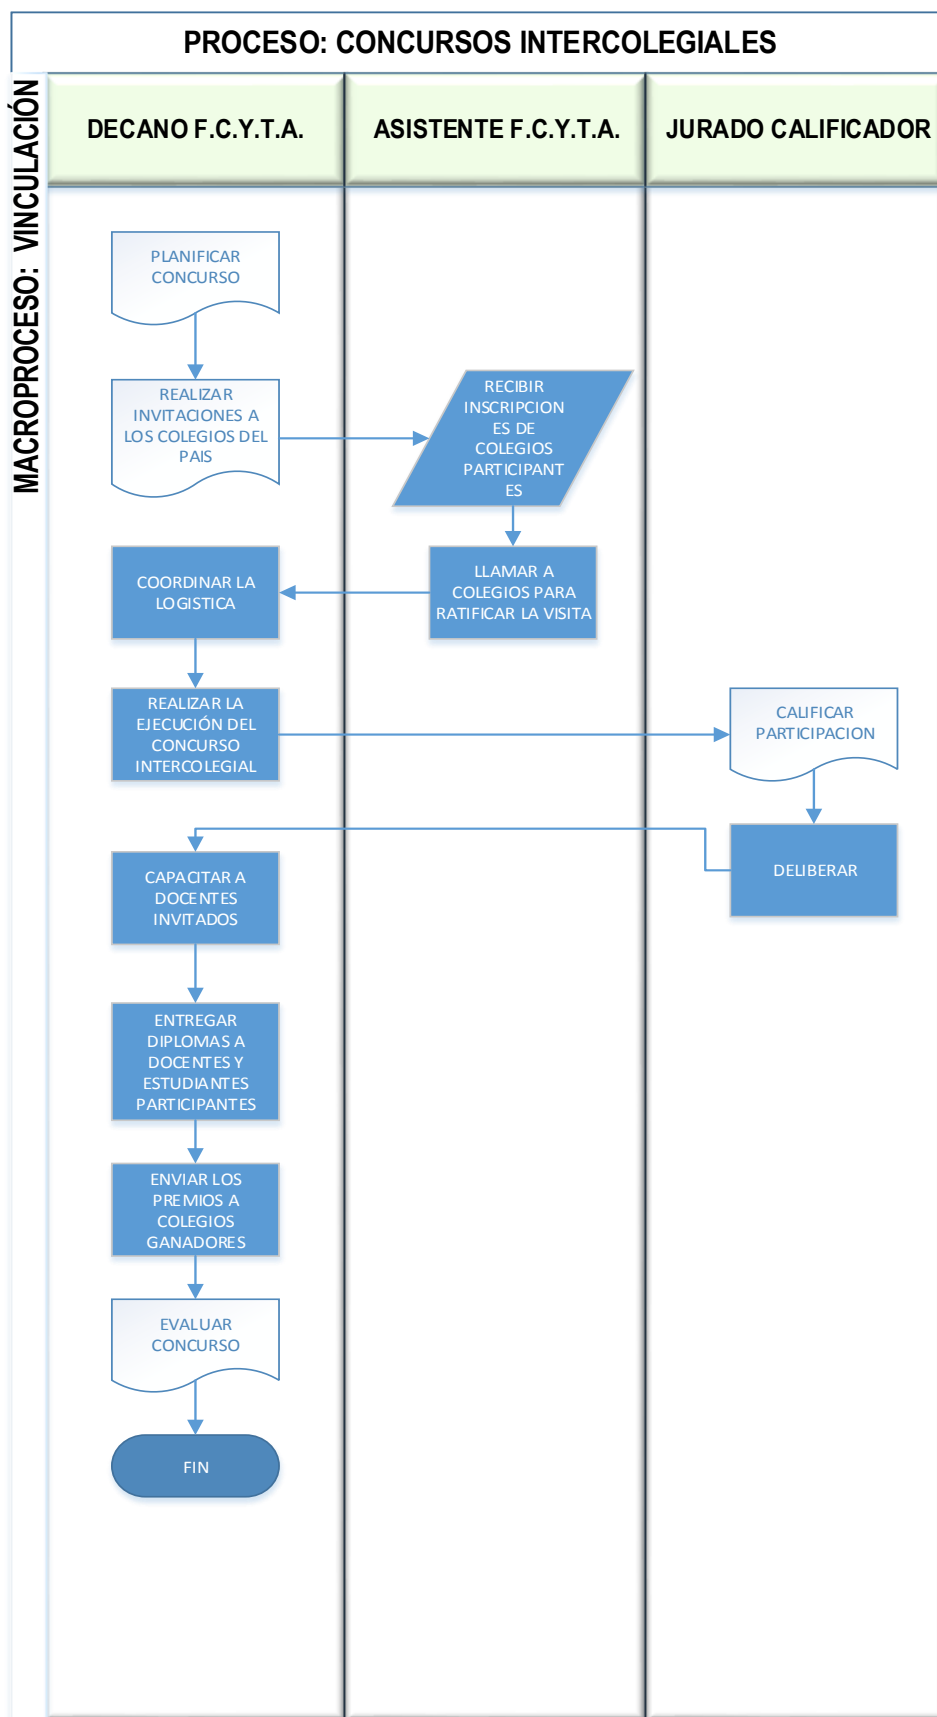 PROCESO: CONCURSOS INTERCOLEGIALES
MACROPROCESO: VINCULACIÓN
DECANO F.C.Y.T.A.
ASISTENTE F.C.Y.T.A.
JURADO CALIFICADOR
PLANIFICAR
CONCURSO
REALIZAR
INVITACIONES A
LOS COLEGIOS DEL
PAIS
RECIBIR
INSCRIPCION
ES DE
COLEGIOS
PARTICIPANT
ES
LLAMAR A
COLEGIOS PARA
RATIFICAR LA VISITA
COORDINAR LA
LOGISTICA
REALIZAR LA
EJECUCIÓN DEL
CONCURSO
INTERCOLEGIAL
CALIFICAR
PARTICIPACION
DELIBERAR
CAPACITAR A
DOCENTES
INVITADOS
ENTREGAR
DIPLOMAS A
DOCENTES Y
ESTUDIANTES
PARTICIPANTES
ENVIAR LOS
PREMIOS A
COLEGIOS
GANADORES
EVALUAR
CONCURSO
FIN